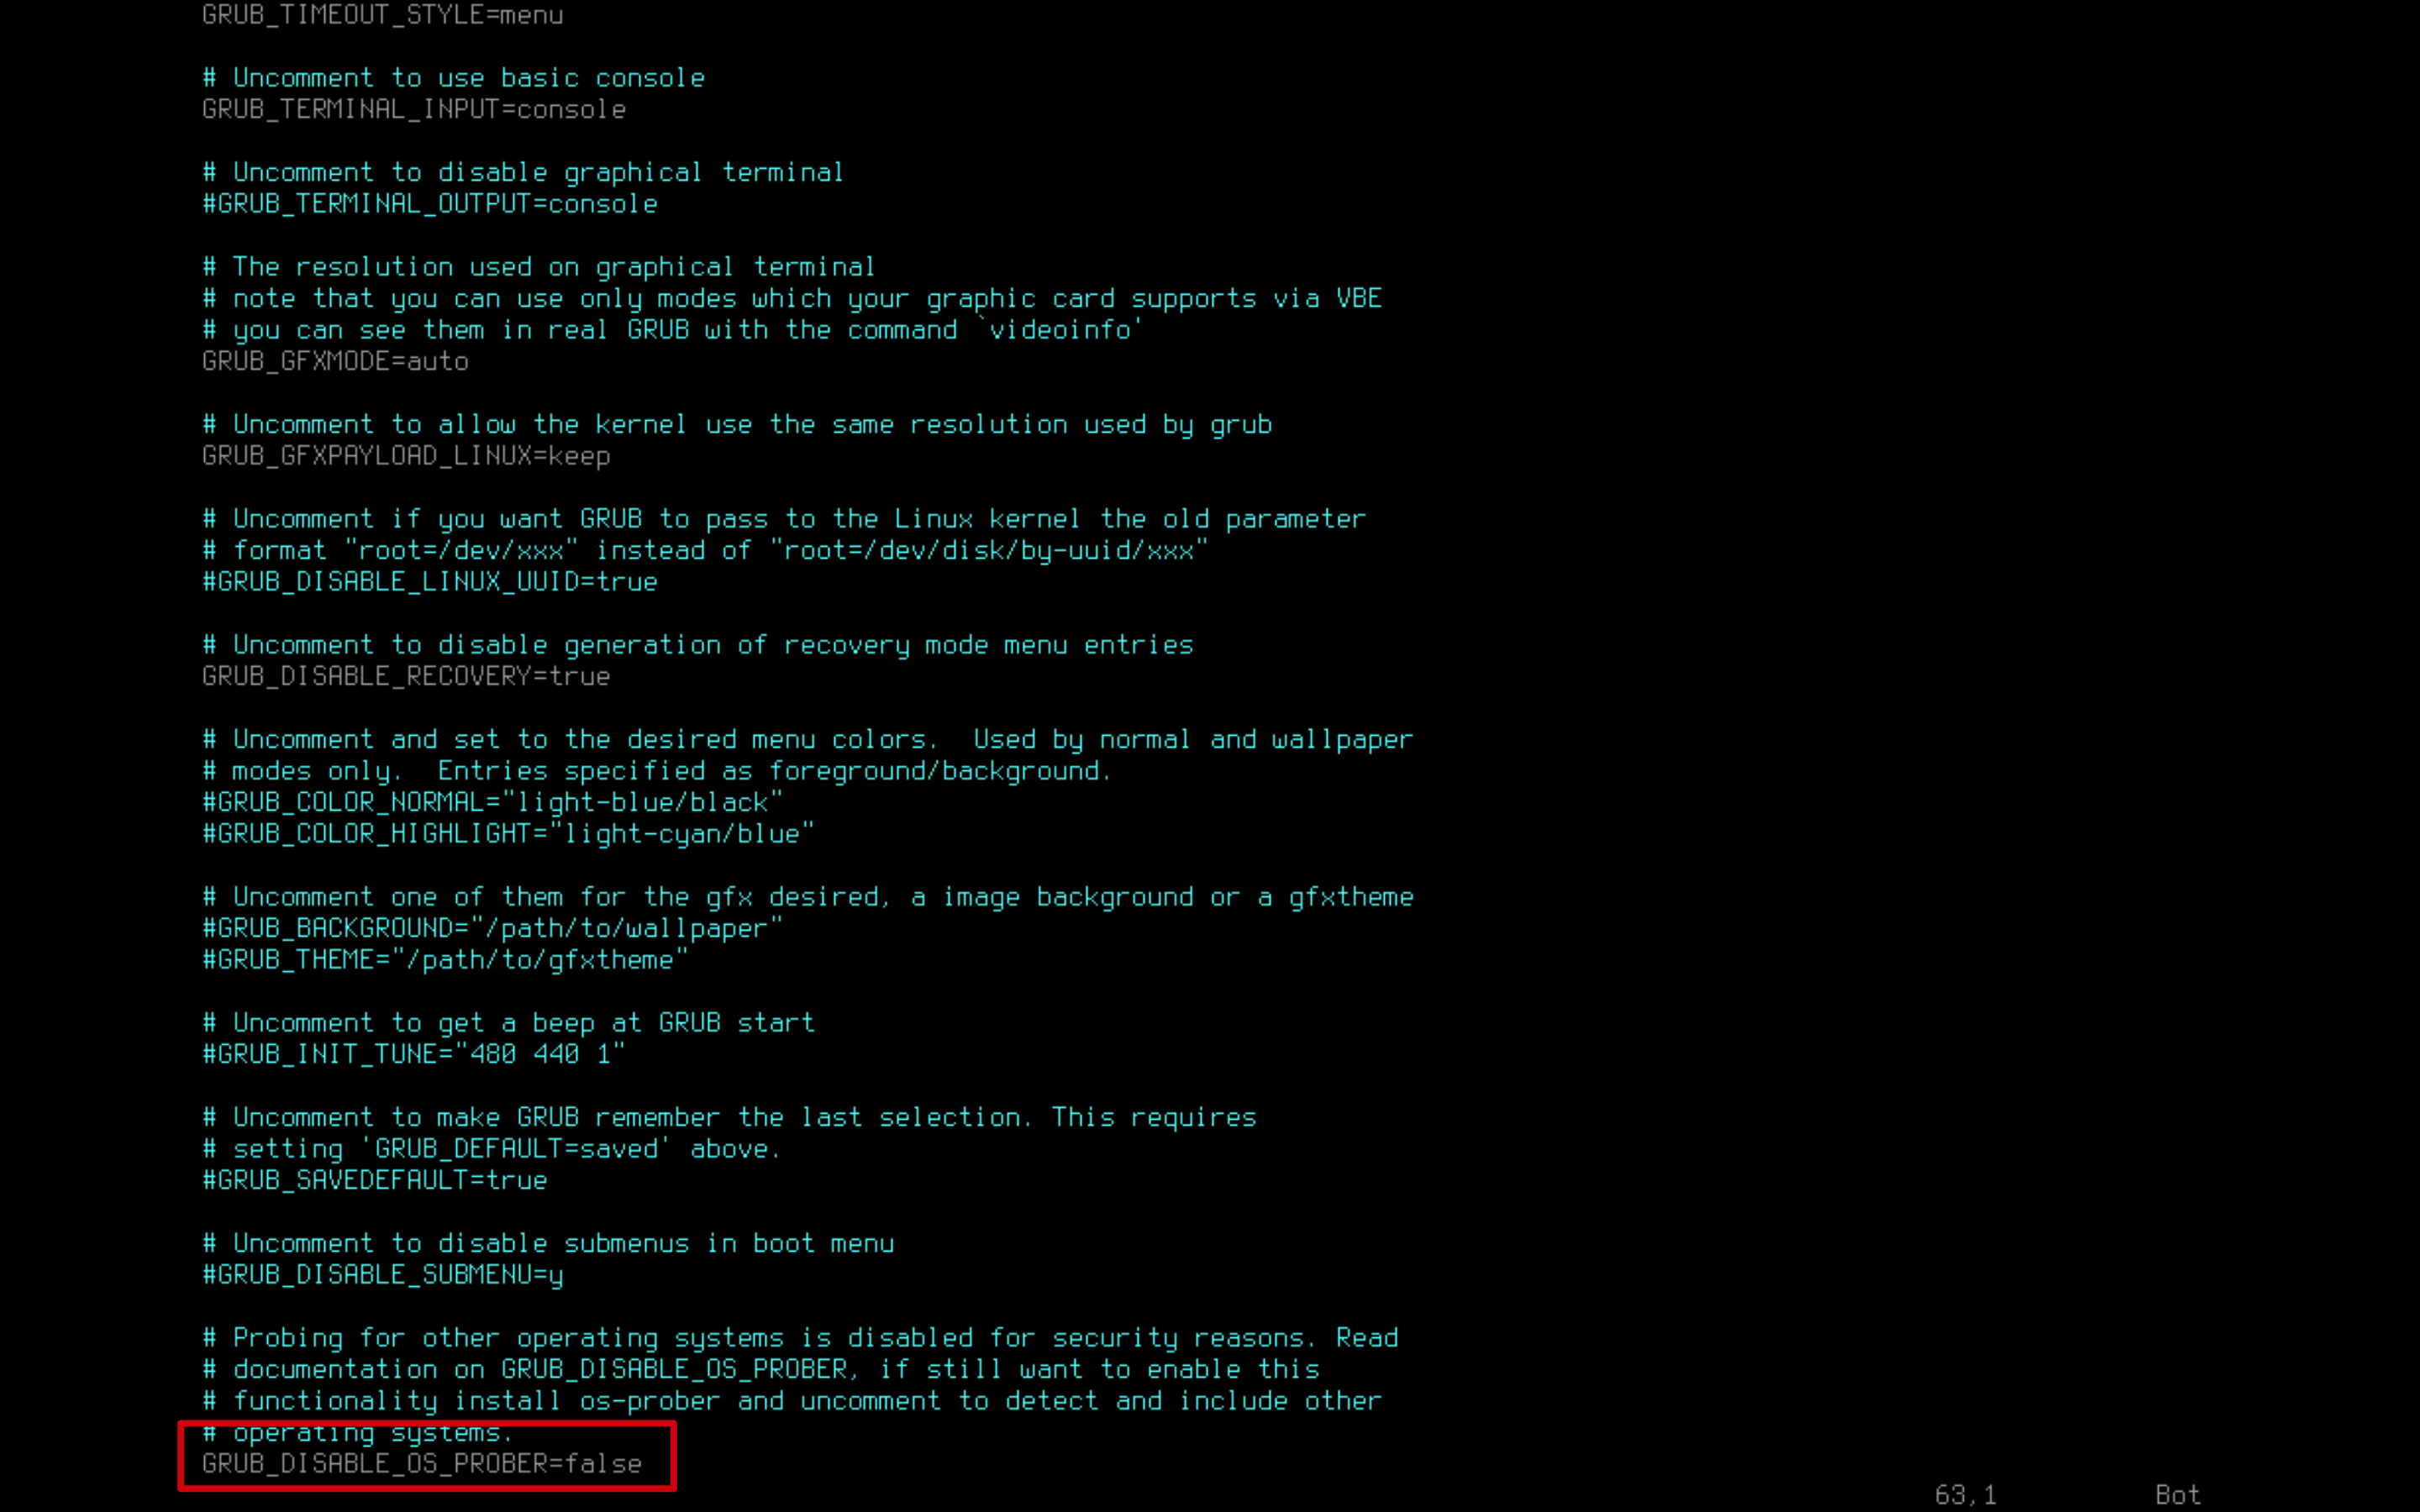 GRUB_TIMEOUT_STYLE=menu
# Uncomment to use basic console
GRUB_TERMINAL_INPUT=console
# Uncomment to disable graphical terminal
#GRUB_TERMINAL_OUTPUT=console
# The resolution used on graphical terminal
# note that you can use only modes which your graphic card supports via VBE
# you can see them in real GRUB with the command `videoinfo'
GRUB_GFXMODE=auto
# Uncomment to allow the kernel use the same resolution used by grub
GRUB_GFXPAYLOAD_LINUX=keep
# Uncomment if you want GRUB to pass to the Linux kernel the old parameter
# format "root=/dev/xxx" instead of "root=/dev/disk/by-uuid/xxx"
#GRUB_DISABLE_LINUX_UUID=true
# Uncomment to disable generation of recovery mode menu entries
GRUB_DISABLE_RECOVERY=true
# Uncomment and set to the desired menu colors.  Used by normal and wallpaper
# modes only.  Entries specified as foreground/background.
#GRUB_COLOR_NORMAL="light-blue/black"
#GRUB_COLOR_HIGHLIGHT="light-cyan/blue"
# Uncomment one of them for the gfx desired, a image background or a gfxtheme
#GRUB_BACKGROUND="/path/to/wallpaper"
#GRUB_THEME="/path/to/gfxtheme"
# Uncomment to get a beep at GRUB start
#GRUB_INIT_TUNE="480 440 1"
# Uncomment to make GRUB remember the last selection. This requires
# setting 'GRUB_DEFAULT=saved' above.
#GRUB_SAVEDEFAULT=true
# Uncomment to disable submenus in boot menu
#GRUB_DISABLE_SUBMENU=y
# Probing for other operating systems is disabled for security reasons. Read
# documentation on GRUB_DISABLE_OS_PROBER, if still want to enable this
# functionality install os-prober and uncomment to detect and include other
# operating systems.
GRUB_DISABLE_OS_PROBER=false
63,1 Bot